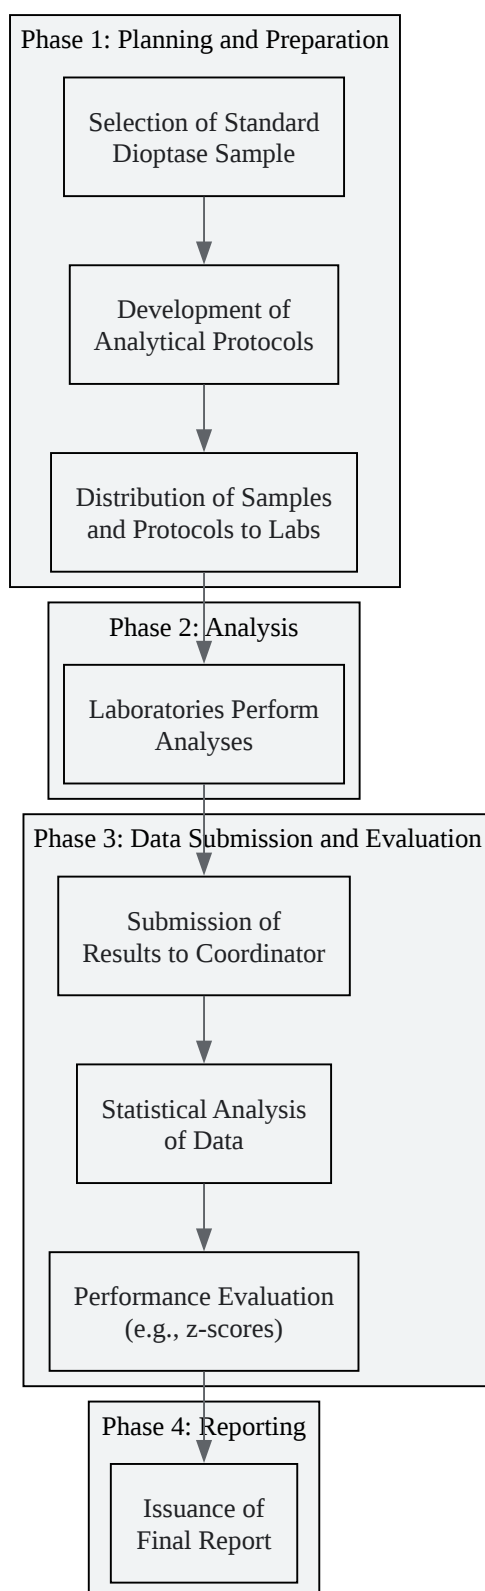 Phase 1: Planning and Preparation
Selection of Standard
Dioptase Sample
Development of
Analytical Protocols
Distribution of Samples
and Protocols to Labs
Phase 2: Analysis
Laboratories Perform
Analyses
Phase 3: Data Submission and Evaluation
Submission of
Results to Coordinator
Statistical Analysis
of Data
Performance Evaluation
(e.g., z-scores)
Phase 4: Reporting
Issuance of
Final Report